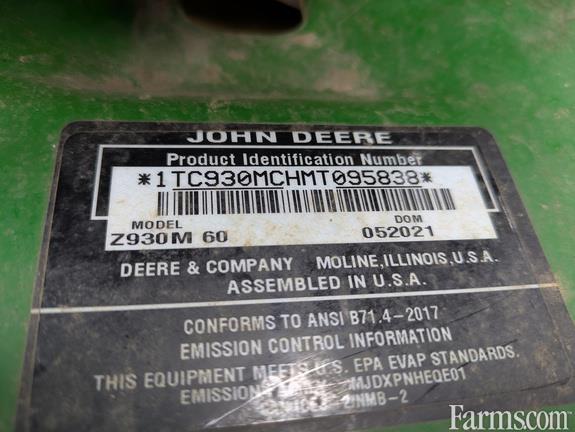 JOHN DEERE
Product Identification Number
*1TC930MCHMT095838*
MODEL DOM
Z930M 60 052021
DEERE & COMPANY MOLINE,ILLINOIS,U.S.A.
ASSEMBLED IN U.S.A.
CONFORMS TO ANSI B71.4-2017
EMISSION CONTROL INFORMATION
THIS EQUIPMENT MEETS U.S. EPA EVAP STANDARDS.
EMISSION MJDXPNHEQE01
Farms.com